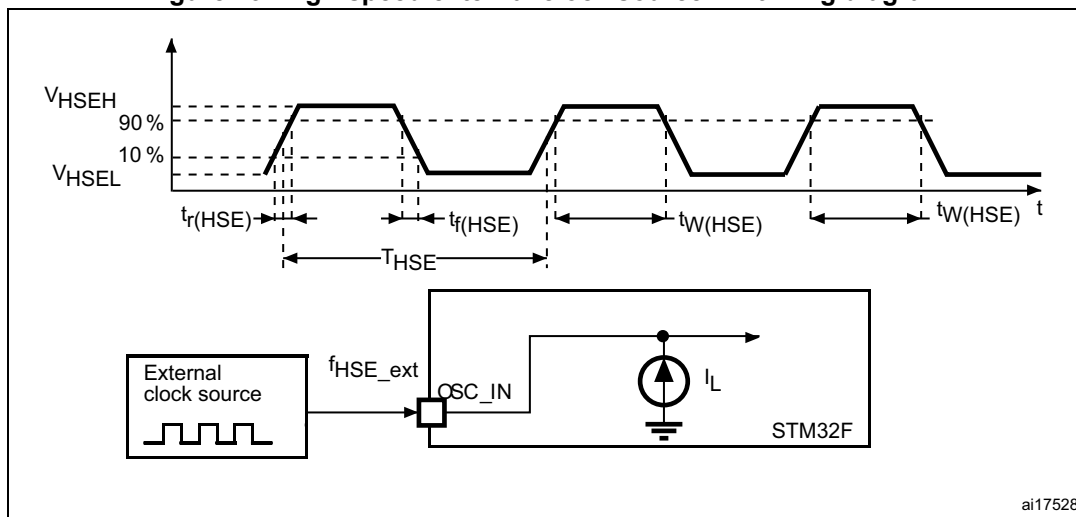 VHSEH
90 %
10 %
VHSEL
tr(HSE)
tf(HSE)
tW(HSE)
tW(HSE)
t
THSE
External
clock source
fHSE_ext
OSC_IN
IL
STM32F
ai17528